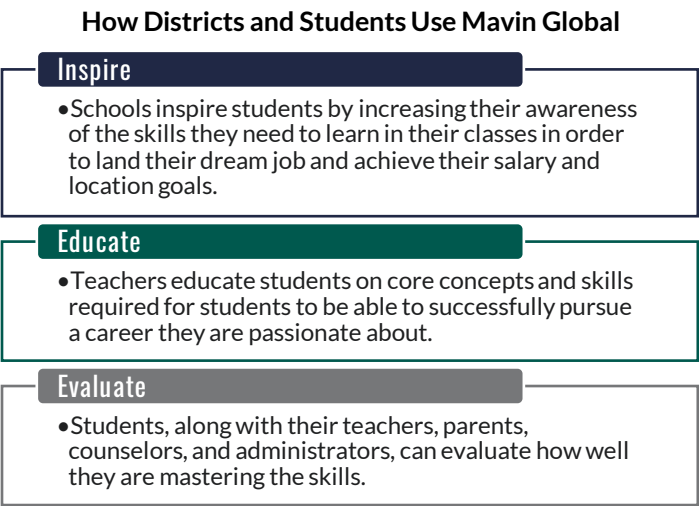 How Districts and Students Use Mavin Global
Inspire
•Schools inspire students by increasing their awareness
of the skills they need to learn in their classes in order
to land their dream job and achieve their salary and
location goals.
Educate
•Teachers educate students on core concepts and skills
required for students to be able to successfully pursue
a career they are passionate about.
Evaluate
•Students, along with their teachers, parents,
counselors, and administrators, can evaluate how well
they are mastering the skills.